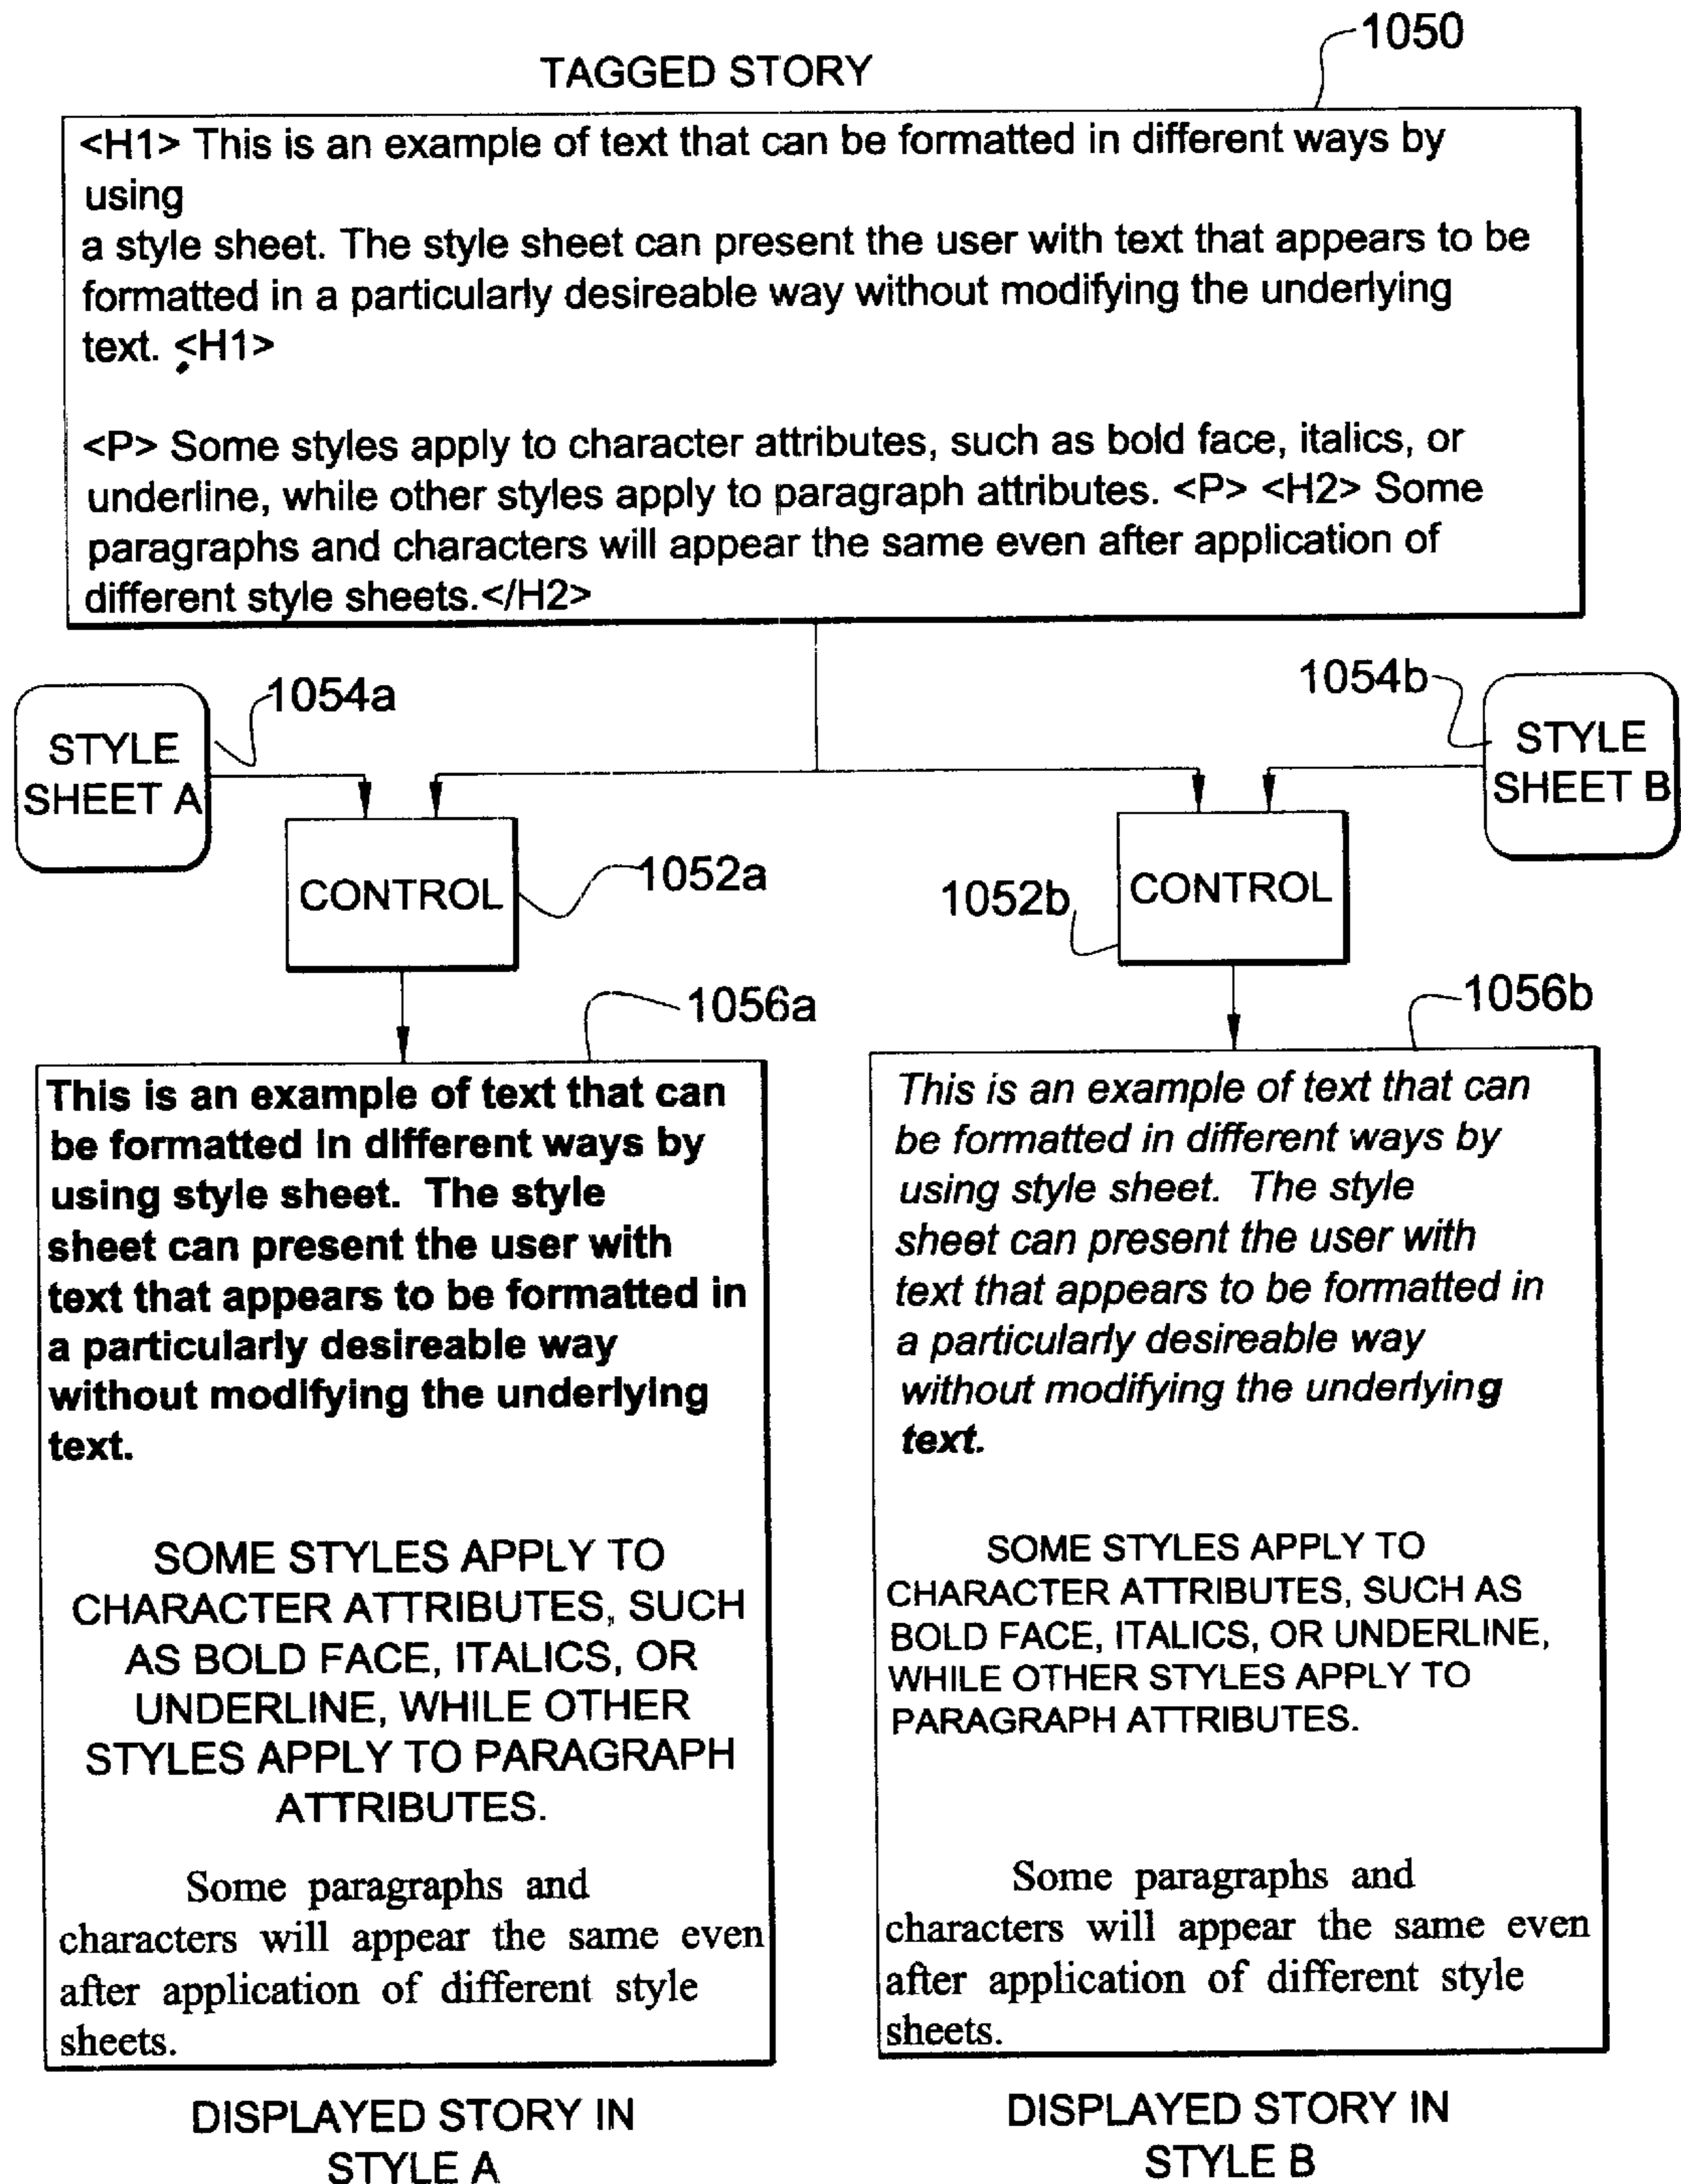 1050
TAGGED STORY
<H1> This is an example of text that can be formatted in different ways by
using
a style sheet. The style sheet can present the user with text that appears to be
formatted in a particularly desireable way without modifying the underlying
text. <H1>
<P> Some styles apply to character attributes, such as bold face, italics, or
underline, while other styles apply to paragraph attributes. <P> <H2> Some
paragraphs and characters will appear the same even after application of
different style sheets.</H2>
1054a
1054b
STYLE
SHEET A
STYLE
SHEET B
CONTROL
1052a
1052b
CONTROL
1056a
1056b
This is an example of text that can
be formatted in different ways by
using style sheet. The style
sheet can present the user with
text that appears to be formatted in
a particularly desireable way
without modifying the underlying
text.
SOME STYLES APPLY TO
CHARACTER ATTRIBUTES, SUCH
AS BOLD FACE, ITALICS, OR
UNDERLINE, WHILE OTHER
STYLES APPLY TO PARAGRAPH
ATTRIBUTES.
Some paragraphs and
characters will appear the same even
after application of different style
sheets.
DISPLAYED STORY IN
STYLE A
This is an example of text that can
be formatted in different ways by
using style sheet. The style
sheet can present the user with
text that appears to be formatted in
a particularly desireable way
without modifying the underlying
text.
SOME STYLES APPLY TO
CHARACTER ATTRIBUTES, SUCH AS
BOLD FACE, ITALICS, OR UNDERLINE,
WHILE OTHER STYLES APPLY TO
PARAGRAPH ATTRIBUTES.
Some paragraphs and
characters will appear the same even
after application of different style
sheets.
DISPLAYED STORY IN
STYLE B